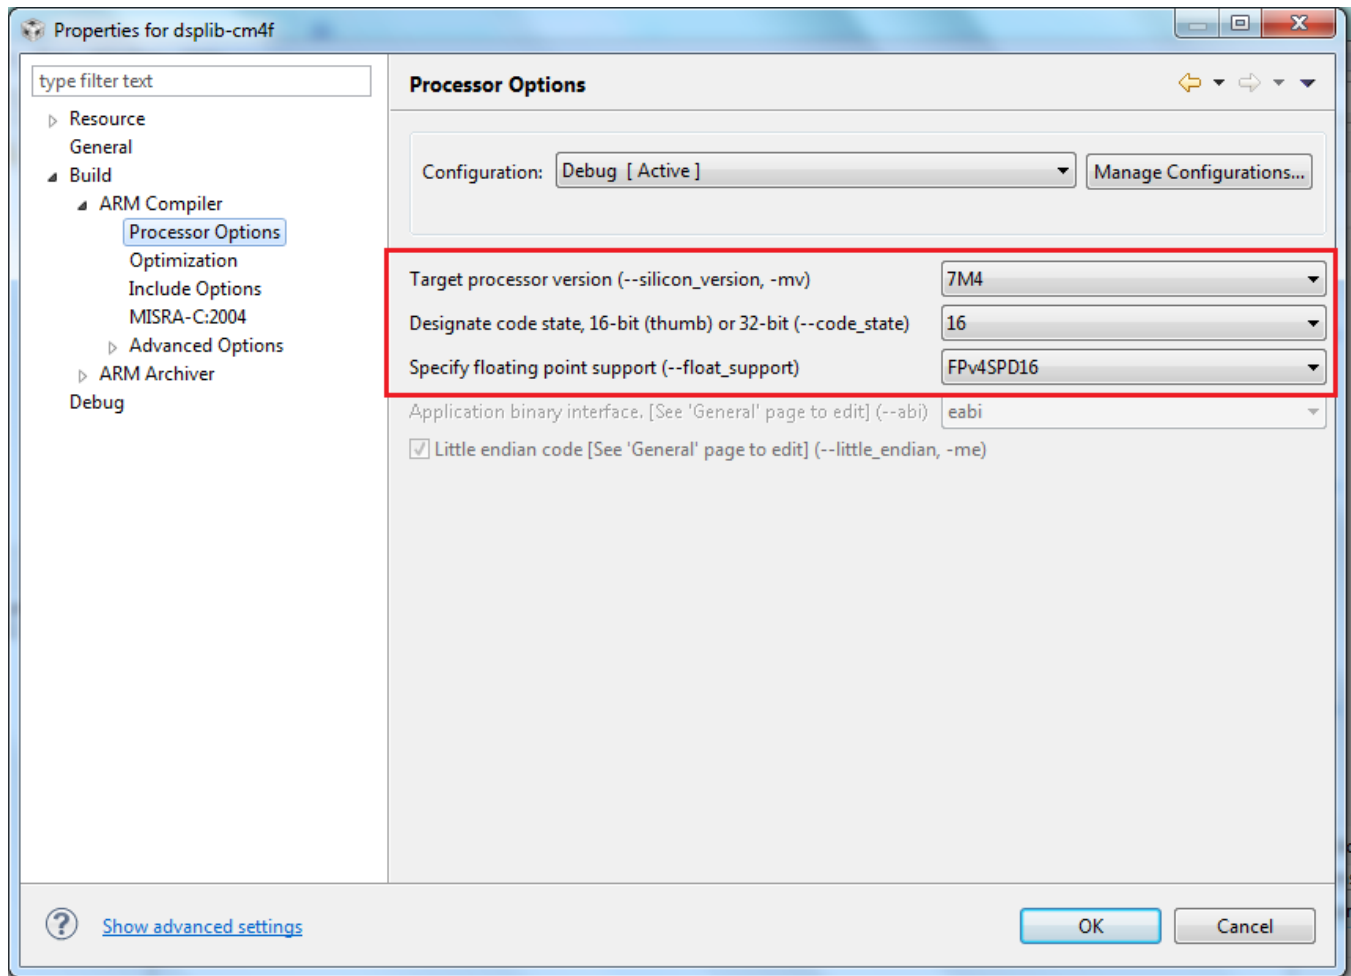 Properties for dsplib-cm4f
type filter text
Resource
General
Build
ARM Compiler
Processor Options
Optimization
Include Options
MISRA-C:2004
Advanced Options
ARM Archiver
Debug
Processor Options
Configuration: Debug [ Active ] Manage Configurations...
Target processor version (--silicon_version, -mv) 7M4
Designate code state, 16-bit (thumb) or 32-bit (--code_state) 16
Specify floating point support (--float_support) FPv4SPD16
Application binary interface. [See 'General' page to edit] (--abi) eabi
Little endian code [See 'General' page to edit] (--little_endian, -me)
Show advanced settings
OK
Cancel